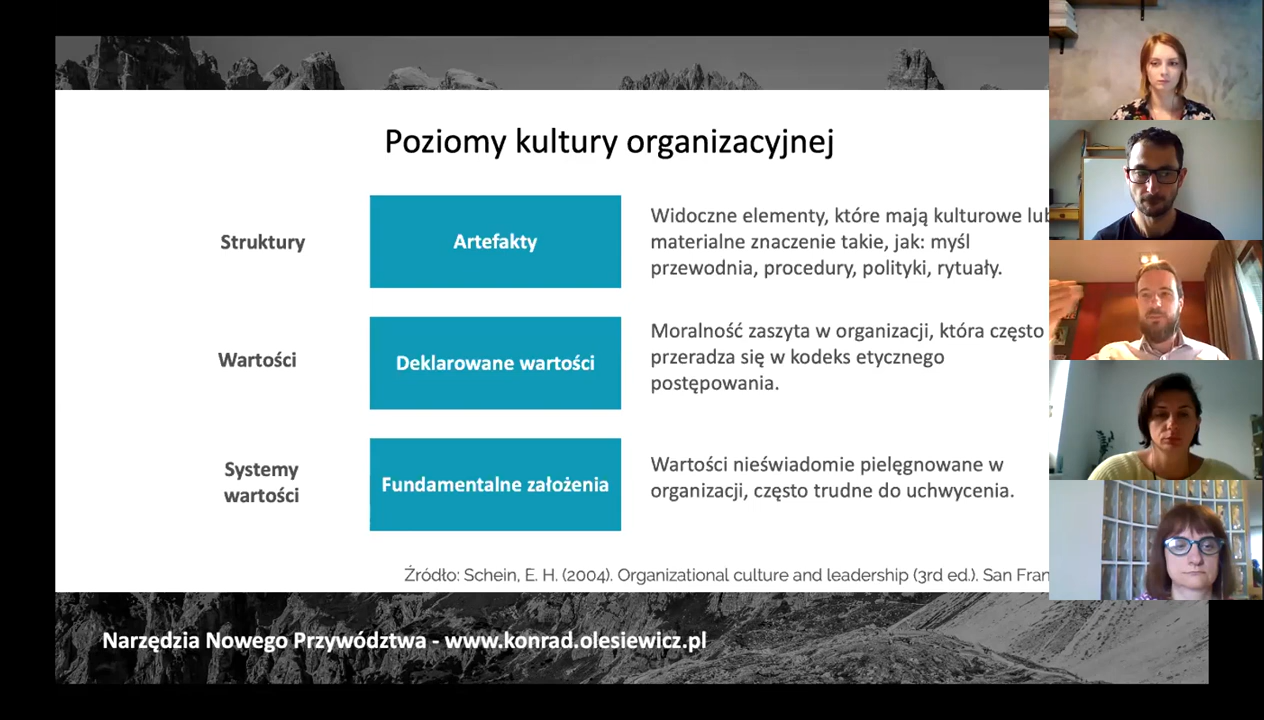 Poziomy kultury organizacyjnej
Struktury
Artefakty
Widoczne elementy, które mają kulturowe lub
materialne znaczenie takie, jak: myśl
przewodnia, procedury, polityki, rytuały.
Wartości
Deklarowane wartości
Moralność zaszyta w organizacji, która często
przeradza się w kodeks etycznego
postępowania.
Systemy
wartości
Fundamentalne założenia
Wartości nieświadomie pielęgnowane w
organizacji, często trudne do uchwycenia.
Źródło: Schein, E. H. (2004). Organizational culture and leadership (3rd ed.). San Fran
Narzędzia Nowego Przywództwa - www.konrad.olesiewicz.pl